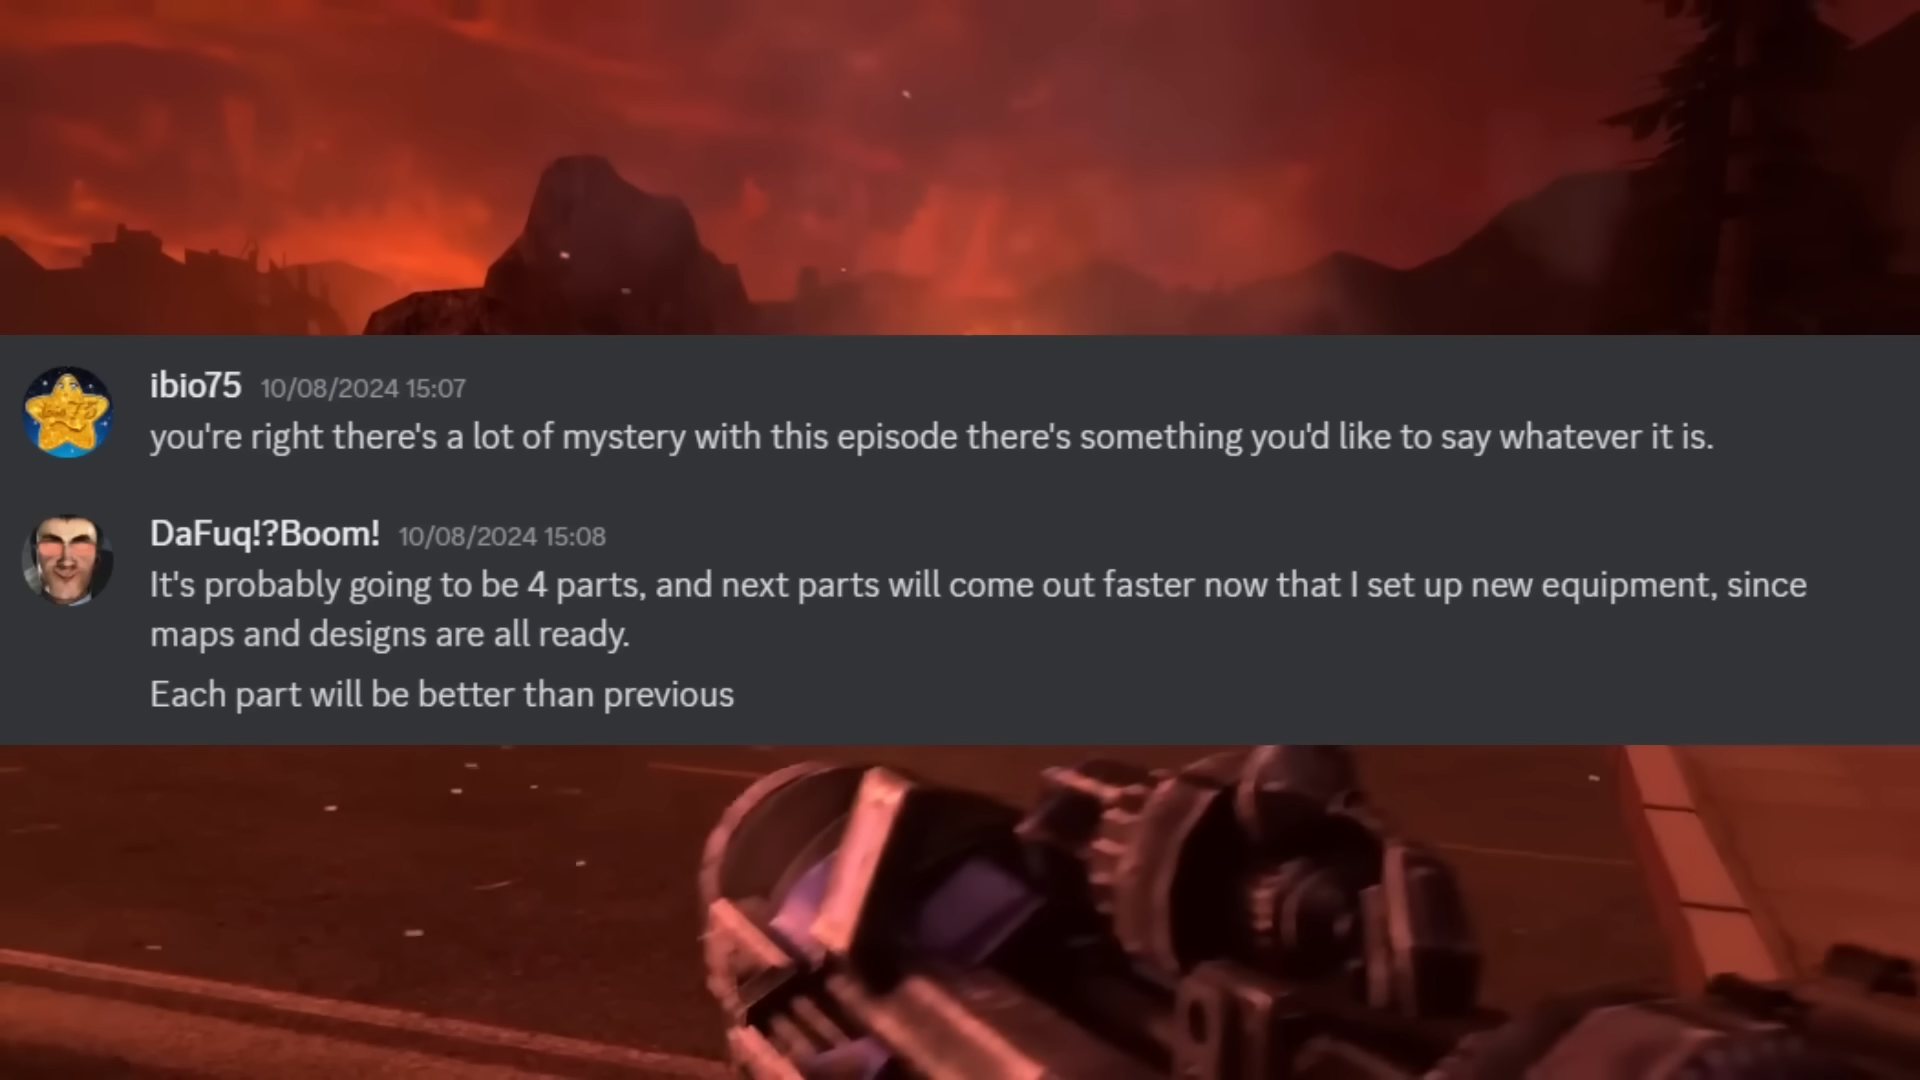 ibio75 10/08/2024 15:07
you're right there's a lot of mystery with this episode there's something you'd like to say whatever it is.
DaFuq!?Boom! 10/08/2024 15:08
It's probably going to be 4 parts, and next parts will come out faster now that I set up new equipment, since
maps and designs are all ready.
Each part will be better than previous